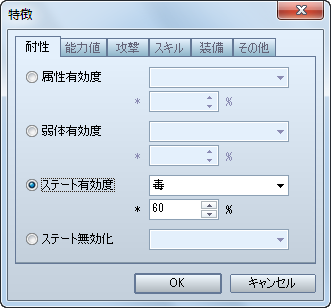 特徴
耐性 能力値 攻撃 スキル 装備 その他
属性有効度
* %
弱体有効度
* %
ステート有効度 毒
* 60 %
ステート無効化
OK キャンセル